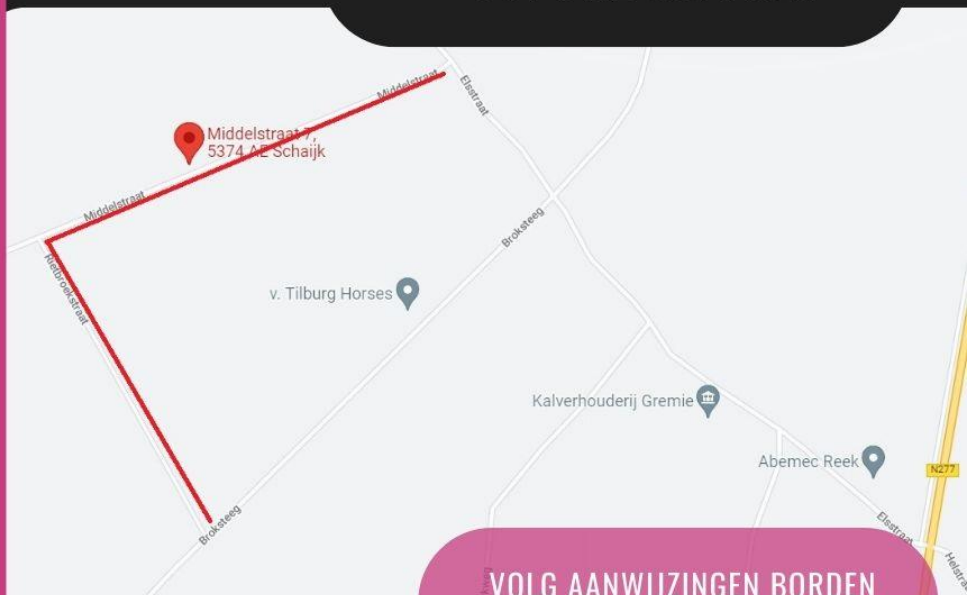 Middelstraat
Elsstraat
Middelstraat 7,
5374 AE Schaijk
Middelstraat
Broksteeg
Rietbroekstraat
v. Tilburg Horses
Kalverhouderij Gremie
Abemec Reek
N277
Broksteeg
Elsstraat
VOLG AANWIJZINGEN BORDEN